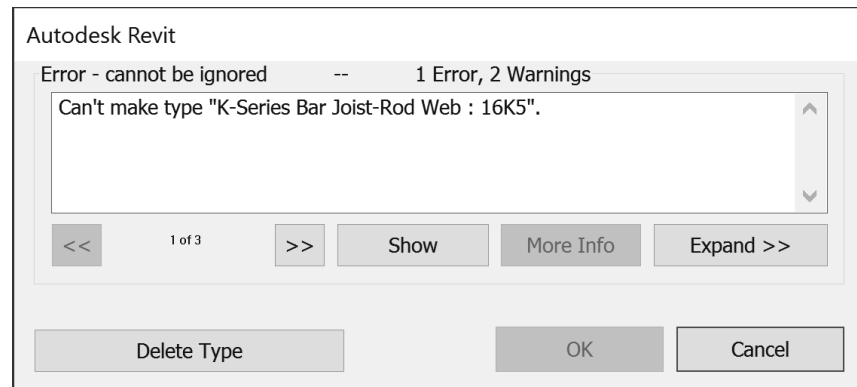 Autodesk Revit
Error - cannot be ignored -- 1 Error, 2 Warnings
Can't make type "K-Series Bar Joist-Rod Web : 16K5".
<< 1 of 3 >> Show More Info Expand >>
Delete Type OK Cancel